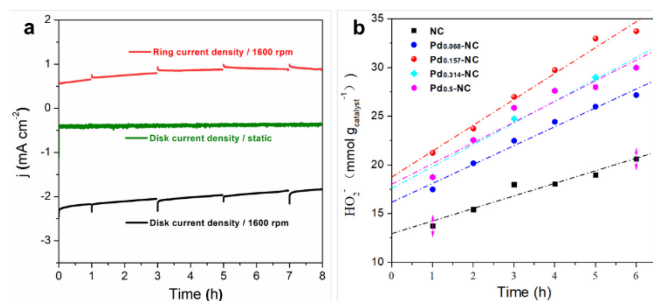 a
j (mA cm⁻²)
2
1
0
-1
-2
-3
Ring current density / 1600 rpm
Disk current density / static
Disk current density / 1600 rpm
0 1 2 3 4 5 6 7 8
Time (h)
b
HO₂⁻ (mmol g꜀ₐₜₐₗᵧₛₜ⁻¹)
35
30
25
20
15
10
NC
Pd0.068-NC
Pd0.157-NC
Pd0.314-NC
Pd0.5-NC
0 1 2 3 4 5 6
Time (h)